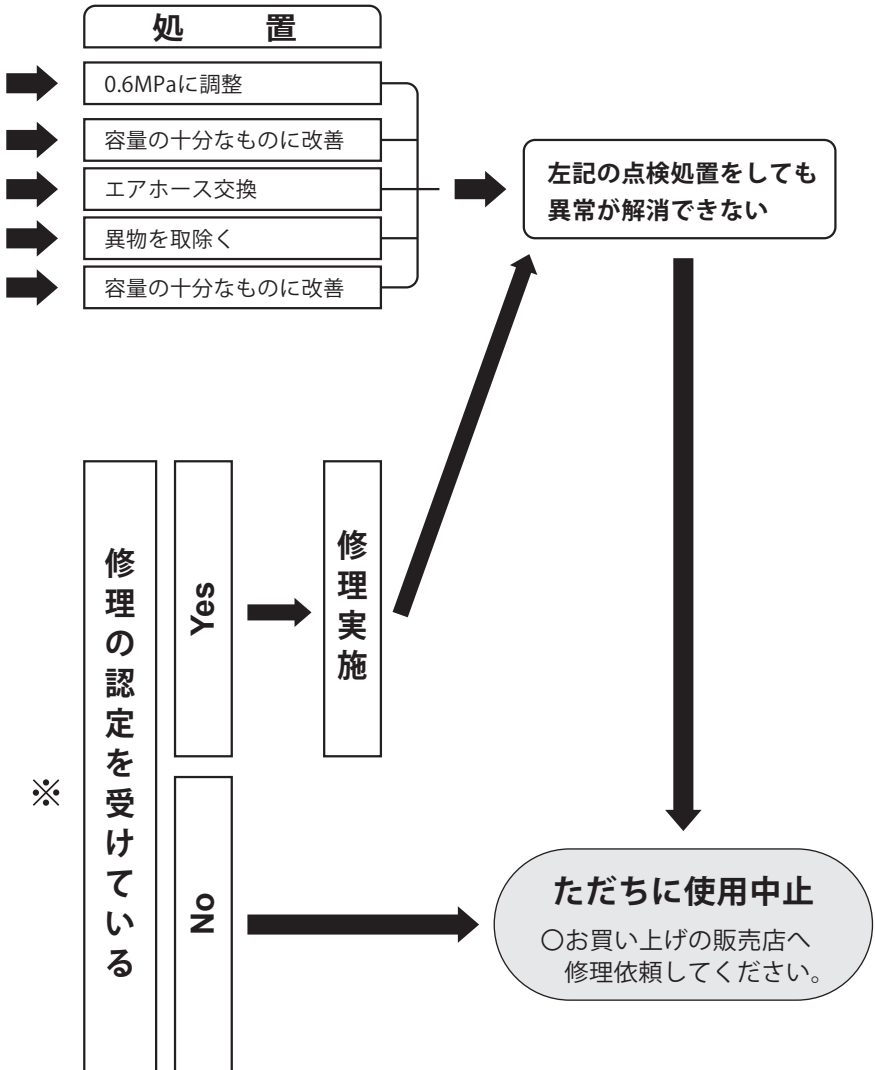 処 置
0.6MPaに調整
容量の十分なものに改善
エアホース交換
異物を取除く
容量の十分なものに改善
左記の点検処置をしても
異常が解消できない
※
修理の認定を受けている
Yes
修理実施
No
ただちに使用中止
〇お買い上げの販売店へ
修理依頼してください。